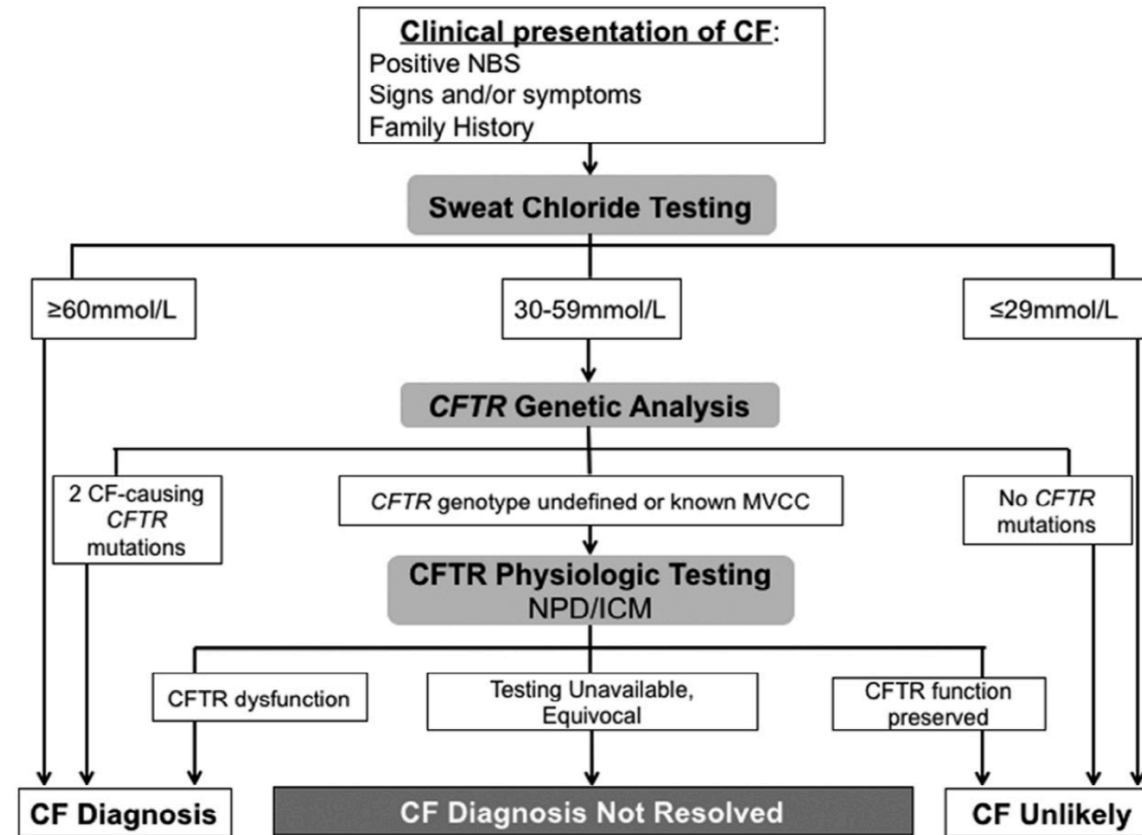 Clinical presentation of CF:
Positive NBS
Signs and/or symptoms
Family History
Sweat Chloride Testing
≥60mmol/L
30-59mmol/L
≤29mmol/L
CFTR Genetic Analysis
2 CF-causing
CFTR
mutations
CFTR genotype undefined or known MVCC
No CFTR
mutations
CFTR Physiologic Testing
NPD/ICM
CFTR dysfunction
Testing Unavailable,
Equivocal
CFTR function
preserved
CF Diagnosis
CF Diagnosis Not Resolved
CF Unlikely